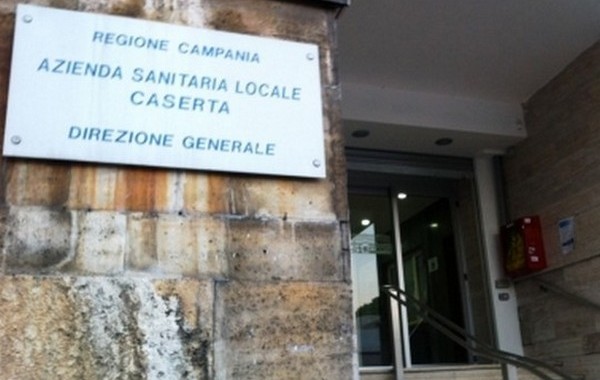 REGIONE CAMPANIA
AZIENDA SANITARIA LOCALE
CASERTA
DIREZIONE GENERALE